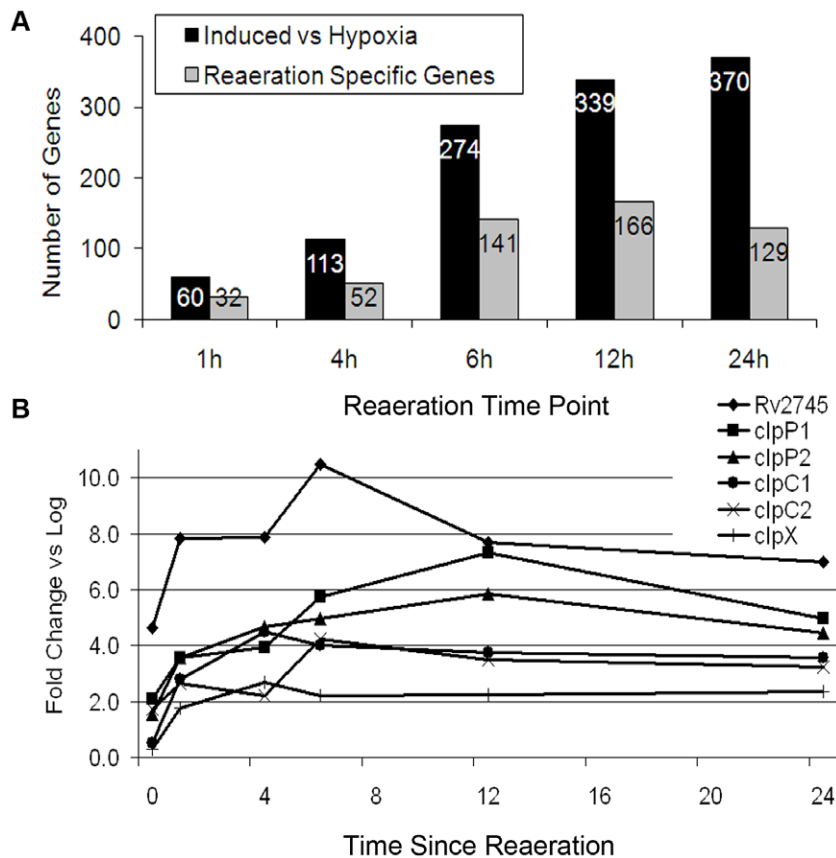 A
Induced vs Hypoxia
Reaeration Specific Genes
Number of Genes
400
300
200
100
0
60
32
113
52
274
141
339
166
370
129
1h
4h
6h
12h
24h
Reaeration Time Point
B
Rv2745
clpP1
clpP2
clpC1
clpC2
clpX
Fold Change vs Log
10.0
8.0
6.0
4.0
2.0
0.0
0
4
8
12
16
20
24
Time Since Reaeration